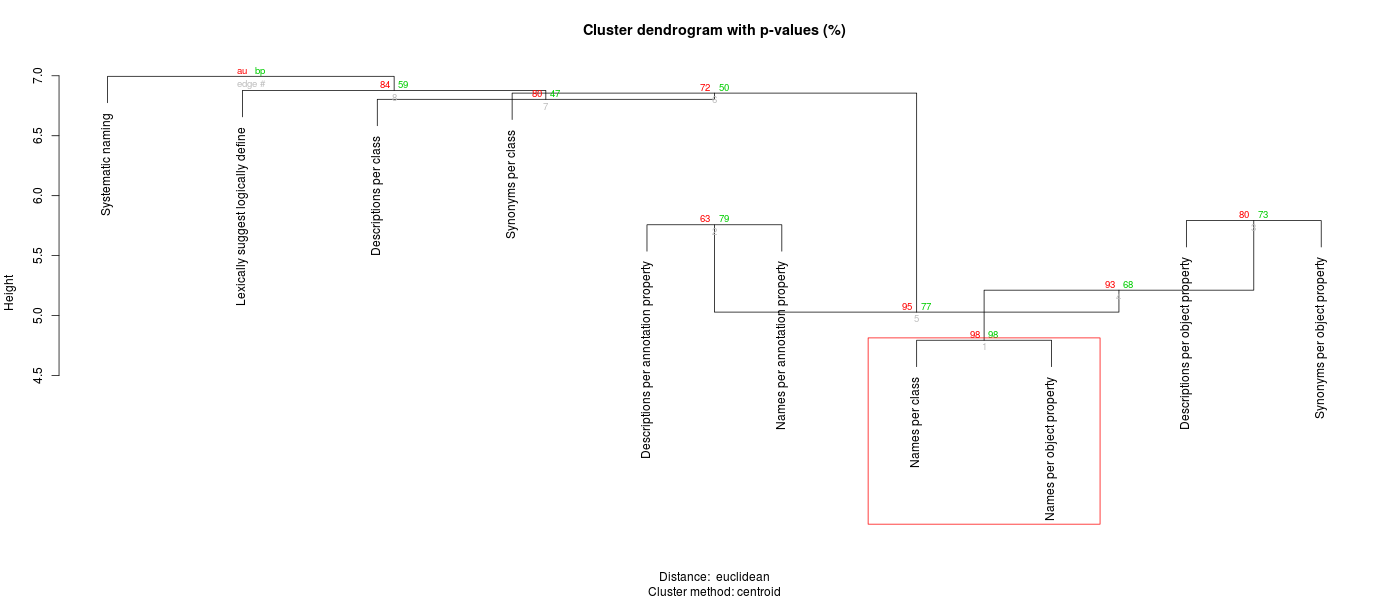 Cluster dendrogram with p-values (%)
Height
7.0
6.5
6.0
5.5
5.0
4.5
au bp
edge #
84 59
8
80 47
7
72 50
6
63 79
2
80 73
3
93 68
4
95 77
5
98 98
1
Systematic naming
Lexically suggest logically define
Descriptions per class
Synonyms per class
Descriptions per annotation property
Names per annotation property
Names per class
Names per object property
Descriptions per object property
Synonyms per object property
Distance: euclidean
Cluster method: centroid